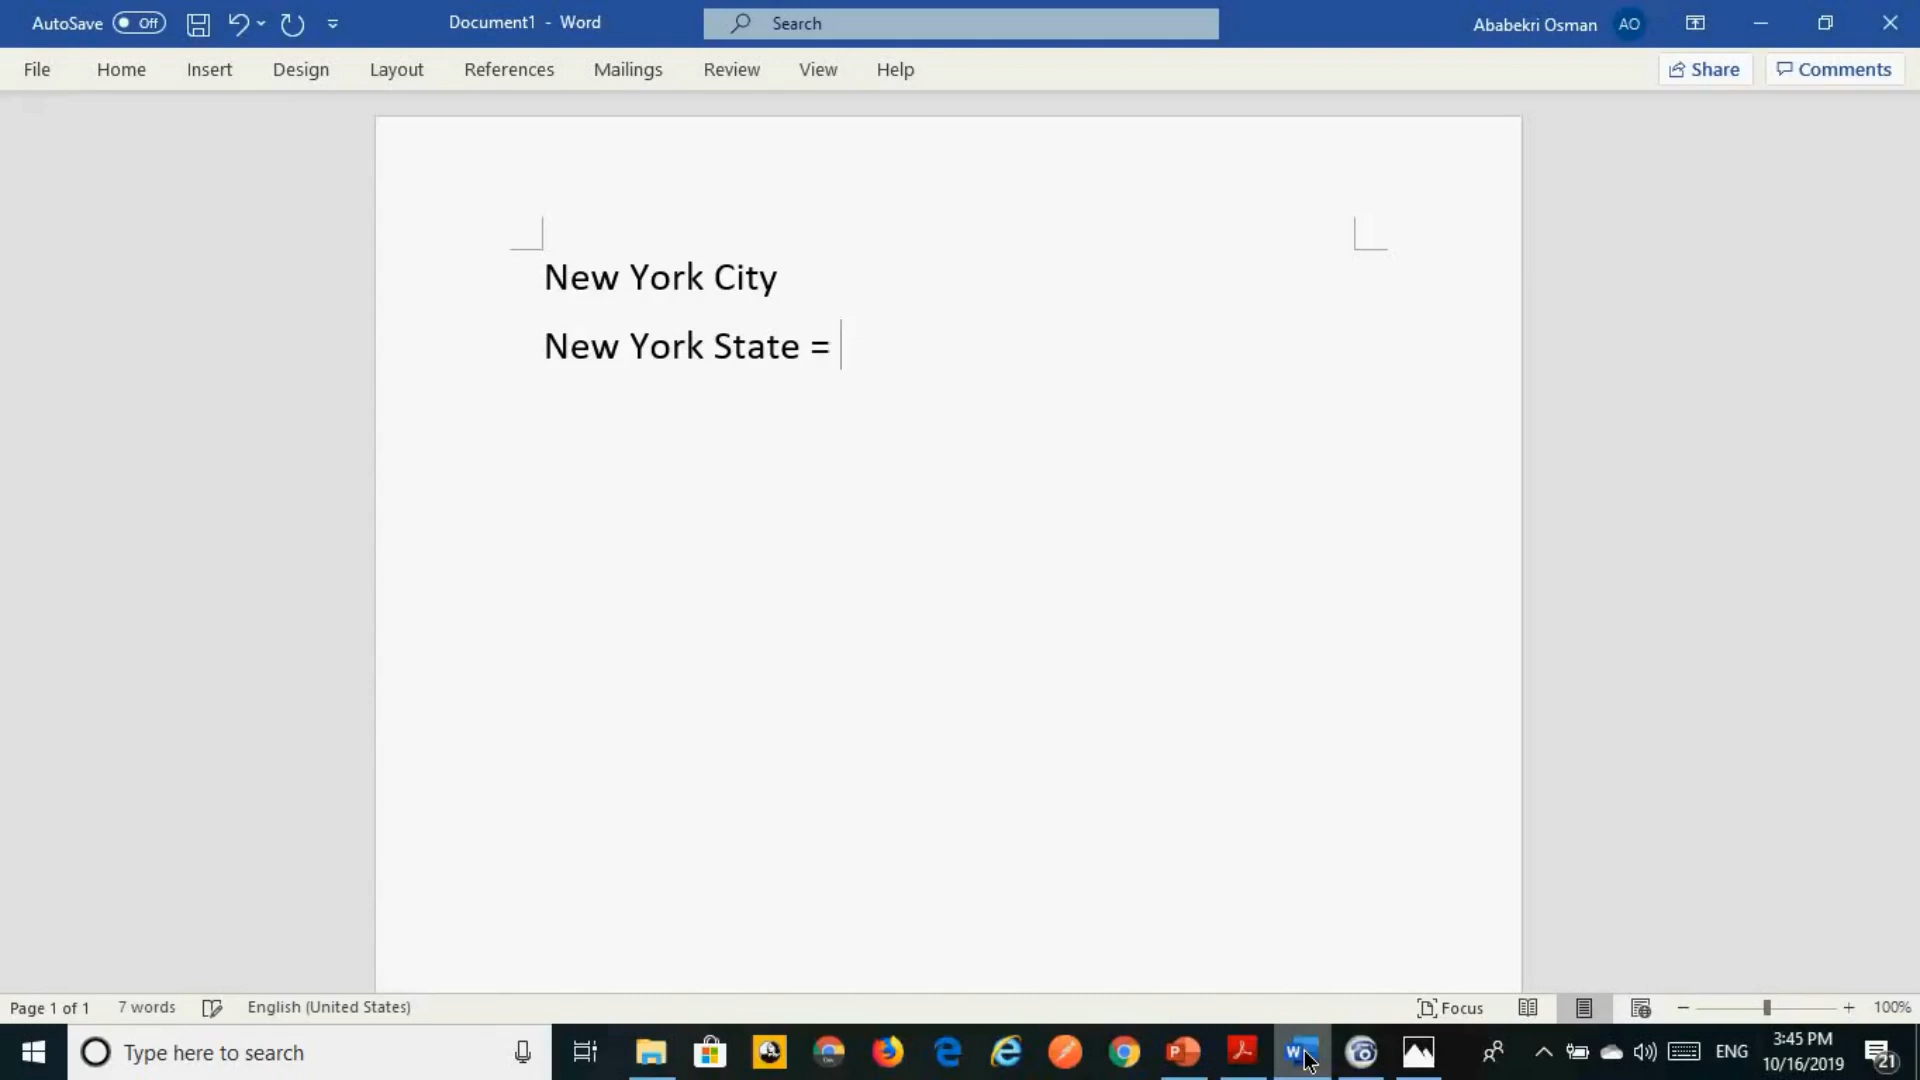 AutoSave Off Document1 - Word Search Ababekri Osman AO
File Home Insert Design Layout References Mailings Review View Help Share Comments
New York City
New York State =
Page 1 of 1 7 words English (United States) Focus 100%
Type here to search ENG 3:45 PM
10/16/2019 21